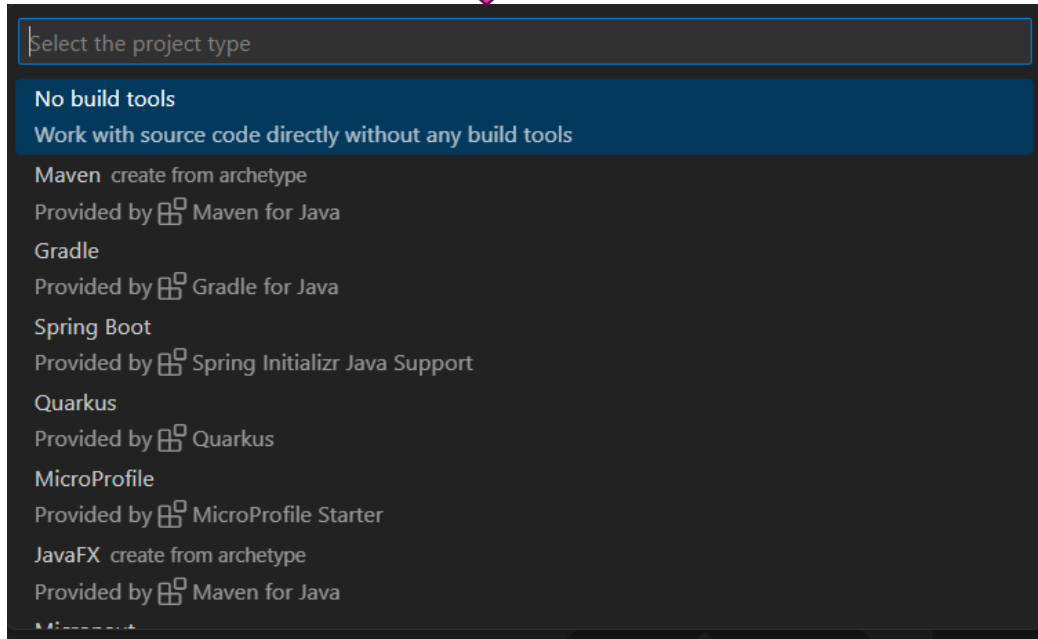 Select the project type
No build tools
Work with source code directly without any build tools
Maven create from archetype
Provided by Maven for Java
Gradle
Provided by Gradle for Java
Spring Boot
Provided by Spring Initializr Java Support
Quarkus
Provided by Quarkus
MicroProfile
Provided by MicroProfile Starter
JavaFX create from archetype
Provided by Maven for Java